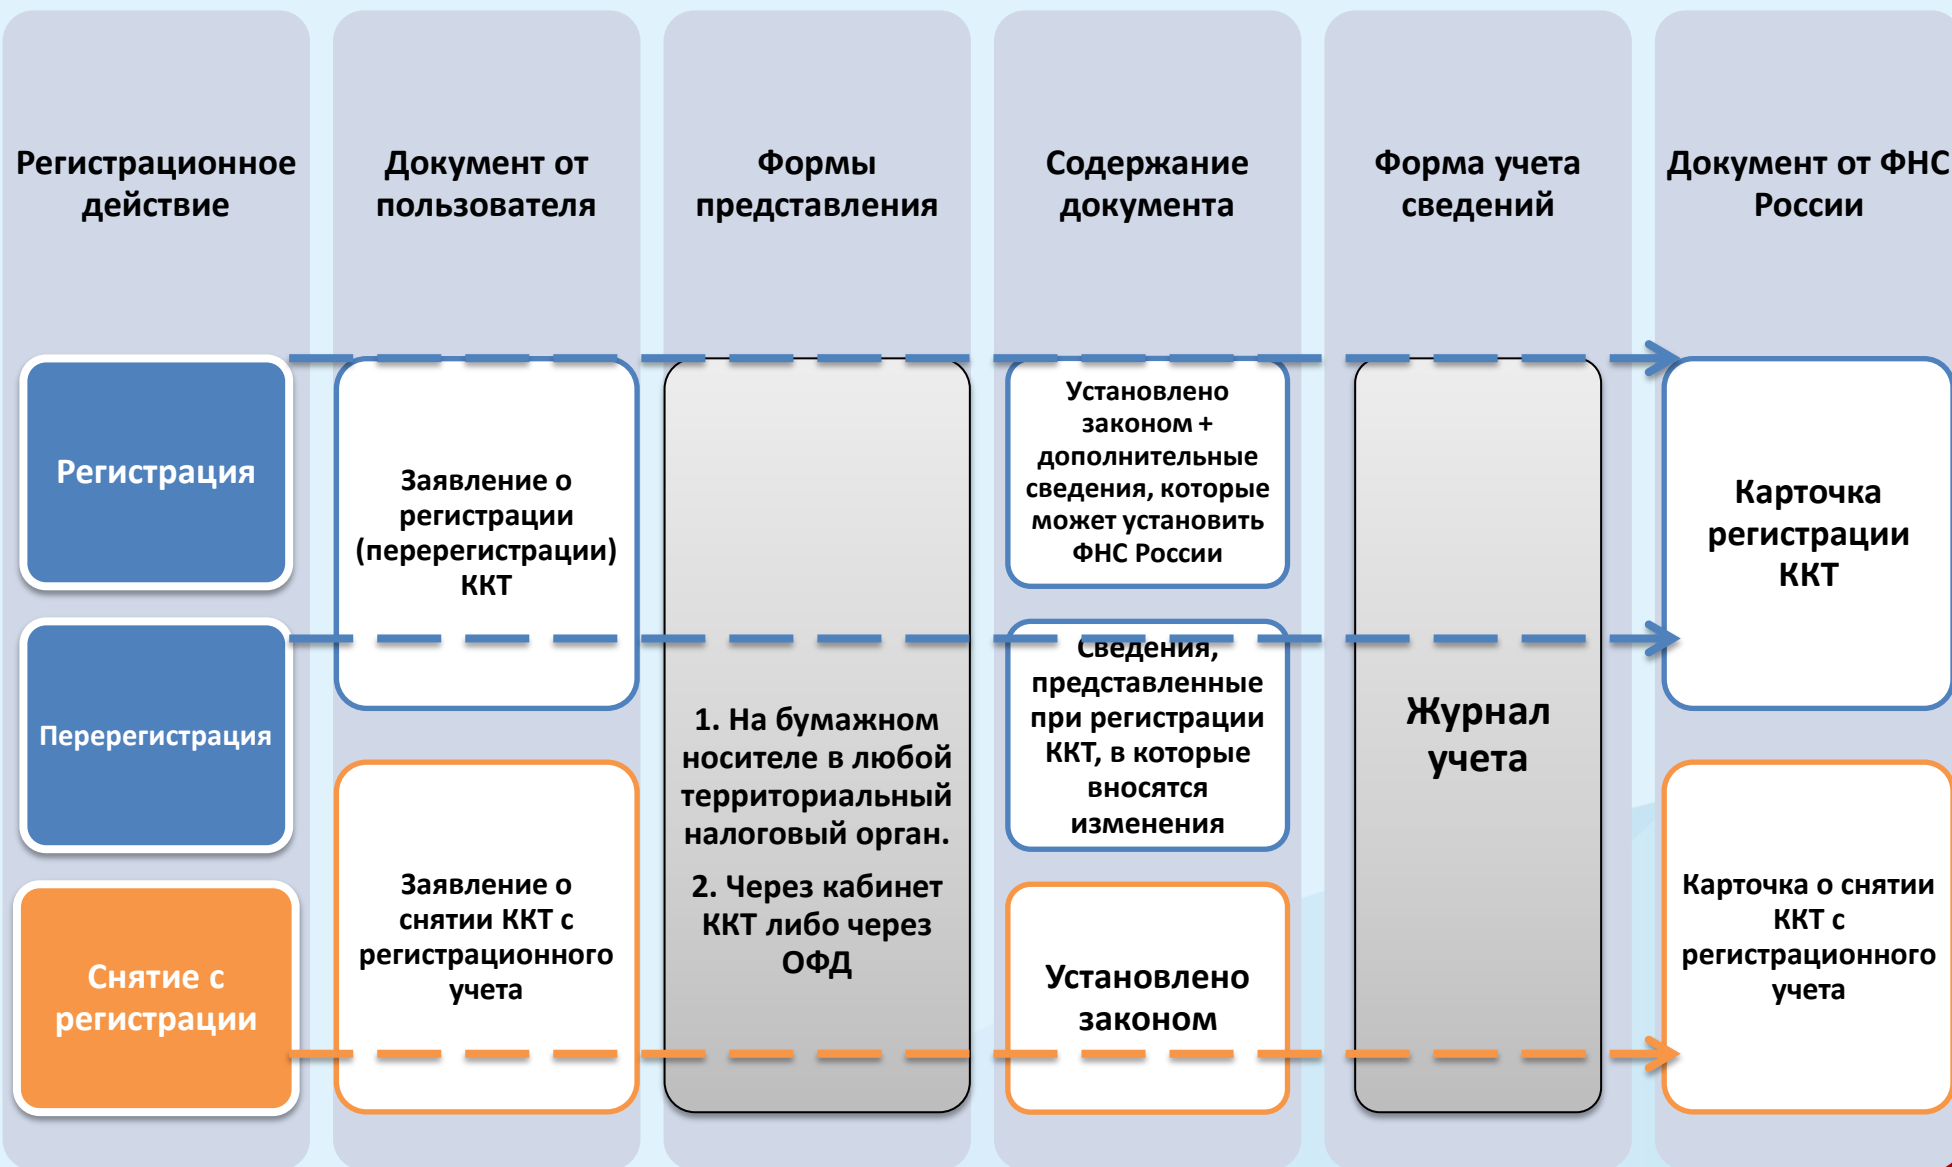 Регистрационное
действие
Документ от
пользователя
Формы
представления
Содержание
документа
Форма учета
сведений
Документ от ФНС
России
Регистрация
Перерегистрация
Снятие с
регистрации
Заявление о
регистрации
(перерегистрации)
ККТ
Заявление о
снятии ККТ с
регистрационного
учета
1. На бумажном
носителе в любой
территориальный
налоговый орган.
2. Через кабинет
ККТ либо через
ОФД
Установлено
законом +
дополнительные
сведения, которые
может установить
ФНС России
Сведения,
представленные
при регистрации
ККТ, в которые
вносятся
изменения
Установлено
законом
Журнал
учета
Карточка
регистрации
ККТ
Карточка о снятии
ККТ с
регистрационного
учета